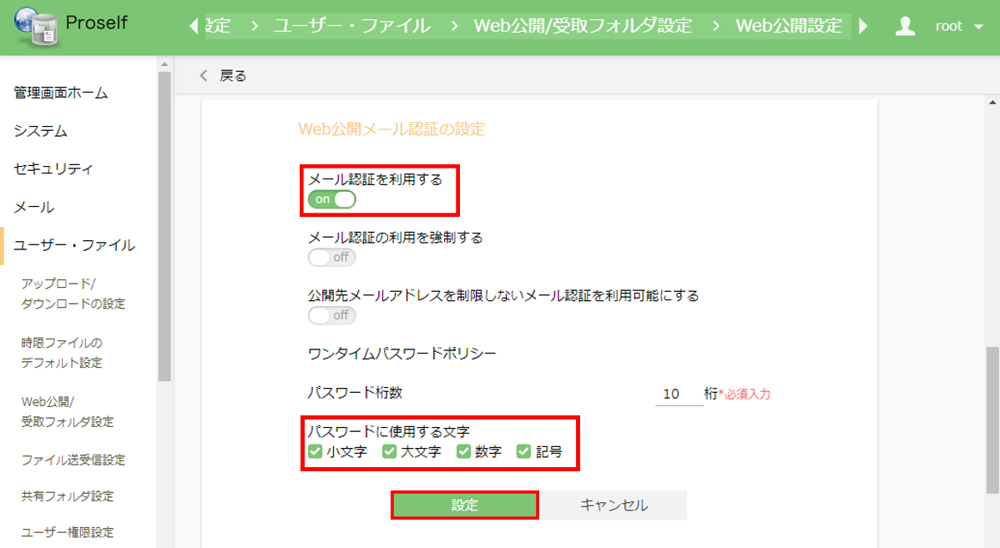 Proself
設定 > ユーザー・ファイル > Web公開/受取フォルダ設定 > Web公開設定
root
管理画面ホーム
システム
セキュリティ
メール
ユーザー・ファイル
アップロード/
ダウンロードの設定
時限ファイルの
デフォルト設定
Web公開/
受取フォルダ設定
ファイル送受信設定
共有フォルダ設定
ユーザー権限設定
戻る
Web公開メール認証の設定
メール認証を利用する
on
メール認証の利用を強制する
off
公開先メールアドレスを制限しないメール認証を利用可能にする
off
ワンタイムパスワードポリシー
パスワード桁数 10 桁*必須入力
パスワードに使用する文字
小文字 大文字 数字 記号
設定 キャンセル